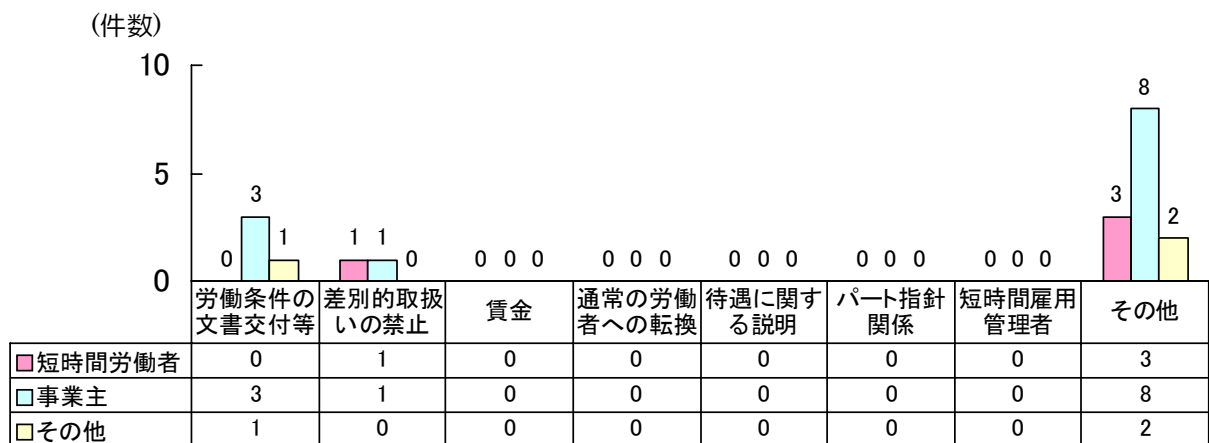 (件数)
10
5
0
0 3 1 1 1 0 0 0 0 0 0 0 0 0 0 0 0 0 0 0 0 3 8 2
労働条件の文書交付等 差別的取扱いの禁止 賃金 通常の労働者への転換 待遇に関する説明 パート指針関係 短時間雇用管理者 その他
短時間労働者 0 1 0 0 0 0 0 3
事業主 3 1 0 0 0 0 0 8
その他 1 0 0 0 0 0 0 2